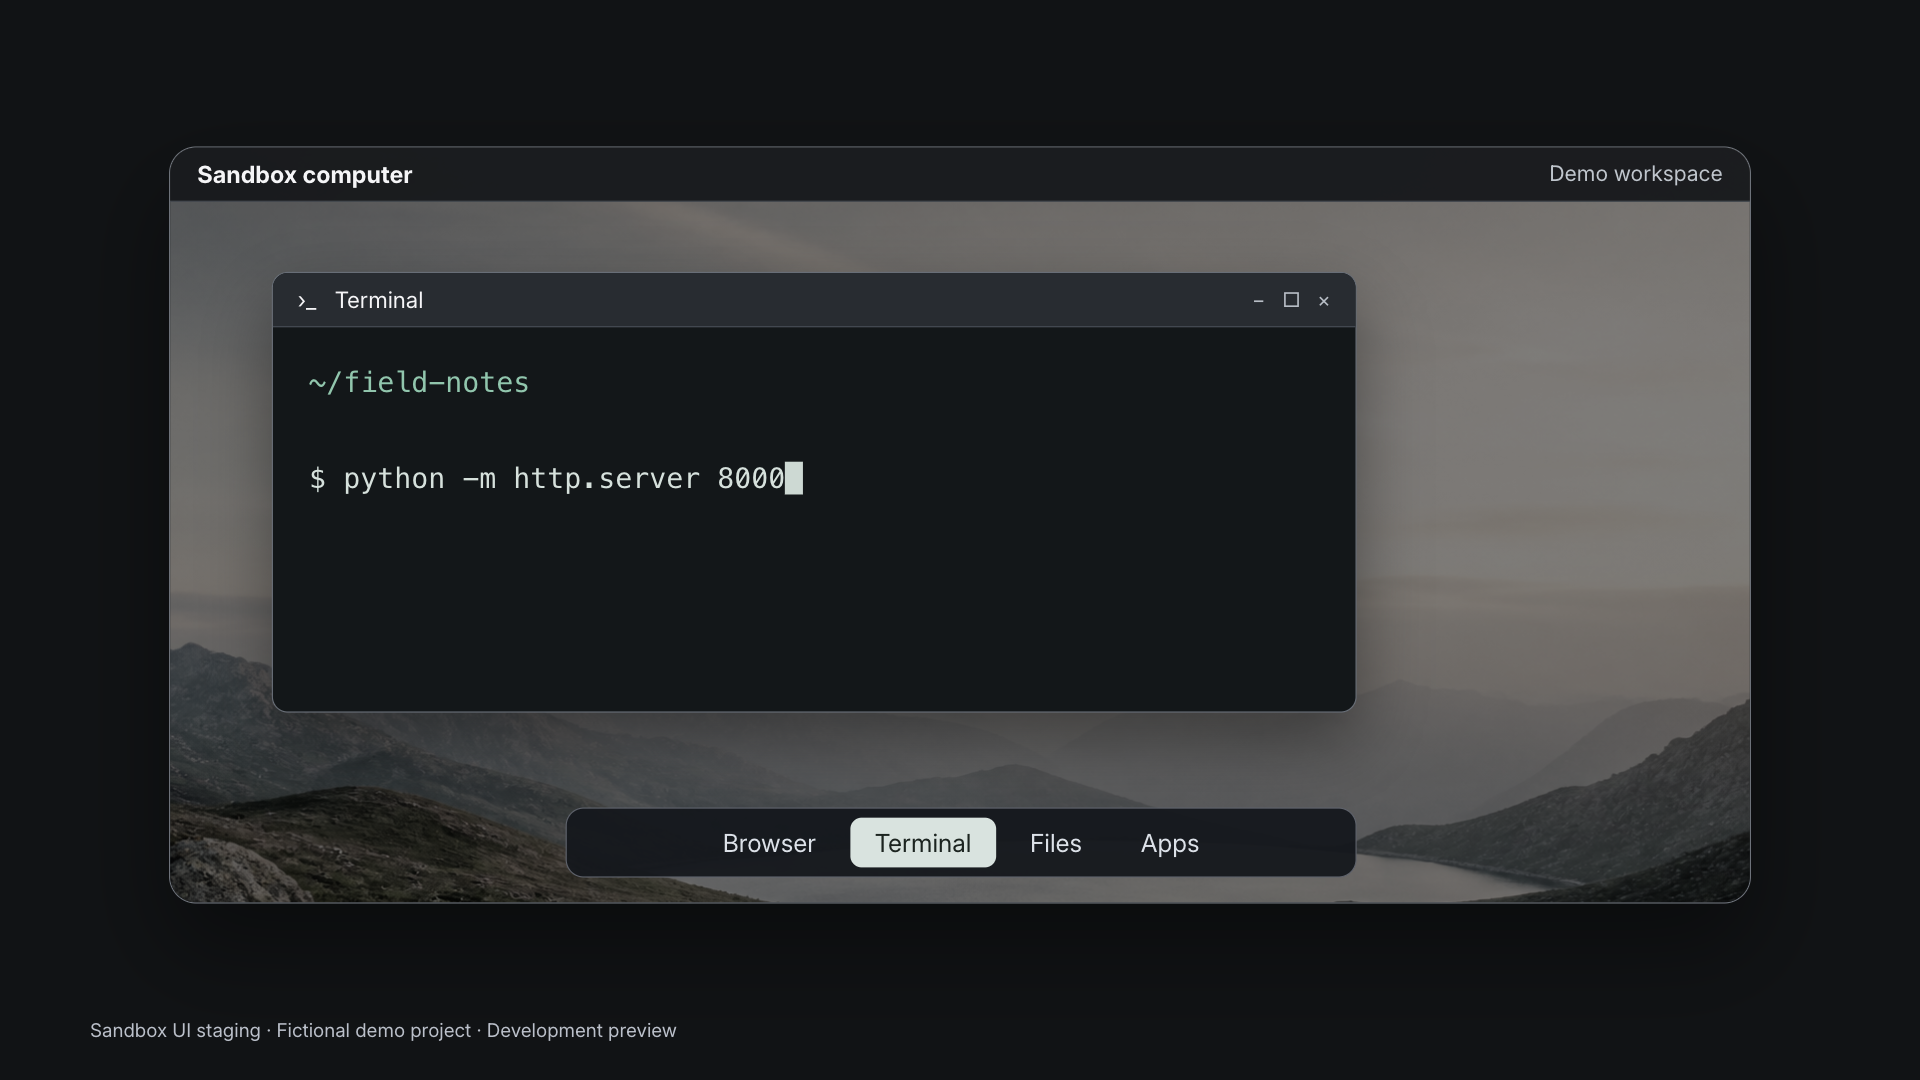 Sandbox computer
Demo workspace
›_ Terminal
~/field-notes
$ python -m http.server 8000
Browser
Terminal
Files
Apps
Sandbox UI staging · Fictional demo project · Development preview